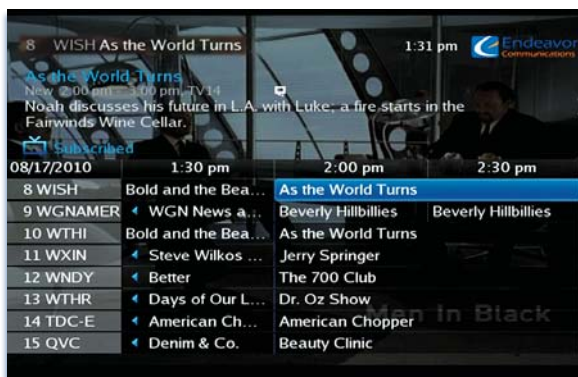 8 WISH As the World Turns 1:31 pm Endeavor
Communications
As the World Turns
New 2:00 pm - 3:00 pm, TV14
Noah discusses his future in L.A. with Luke; a fire starts in the
Fairwinds Wine Cellar.
Subscribed
08/17/2010 1:30 pm 2:00 pm 2:30 pm
8 WISH Bold and the Bea... As the World Turns
9 WGNAMER WGN News a... Beverly Hillbillies Beverly Hillbillies
10 WTHI Bold and the Bea... As the World Turns
11 WXIN Steve Wilkos ... Jerry Springer
12 WNDY Better The 700 Club
13 WTHR Days of Our L... Dr. Oz Show
14 TDC-E American Ch... American Chopper
Men In Black
15 QVC Denim & Co. Beauty Clinic